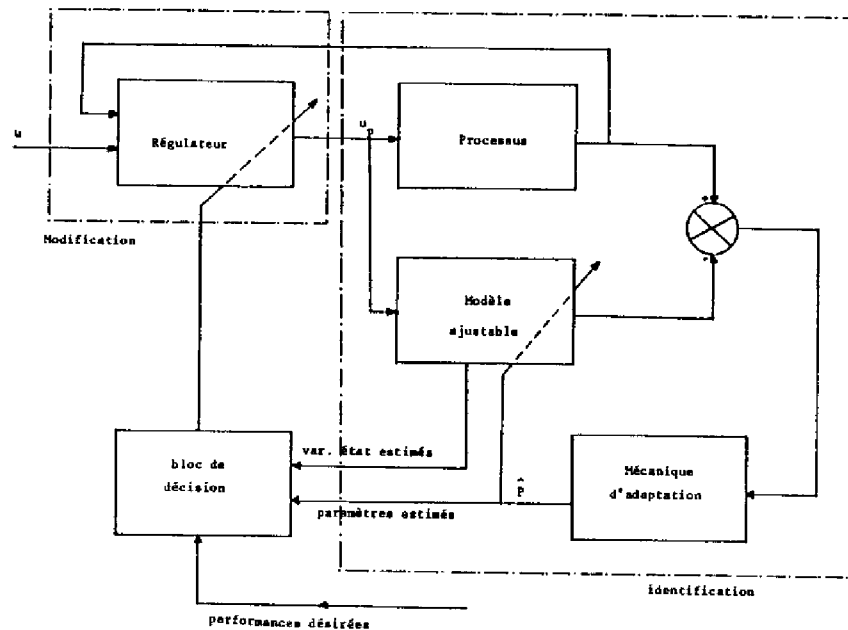 u
Régulateur
u
p
Processus
+
-
Modification
Modèle
ajustable
bloc de
décision
var. état estimés
paramètres estimés
^
P
Mécanique
d'adaptation
identification
performances désirées